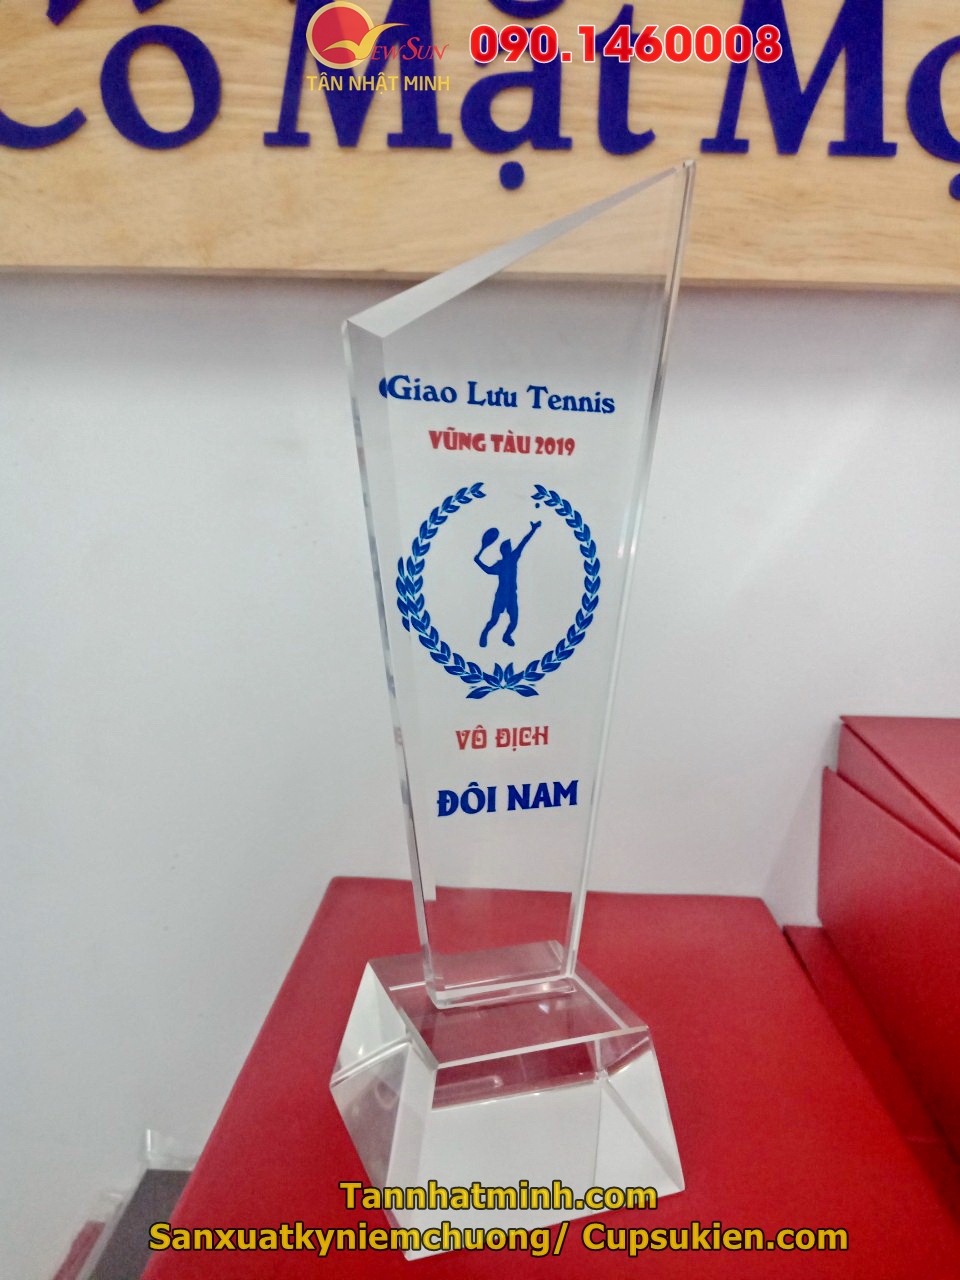 Có Mặt Mọ
NEWSUN
TÂN NHẬT MINH
090.1460008
Giao Lưu Tennis
VŨNG TÀU 2019
VÔ ĐỊCH
ĐÔI NAM
Tannhatminh.com
Sanxuatkyniemchuong/ Cupsukien.com